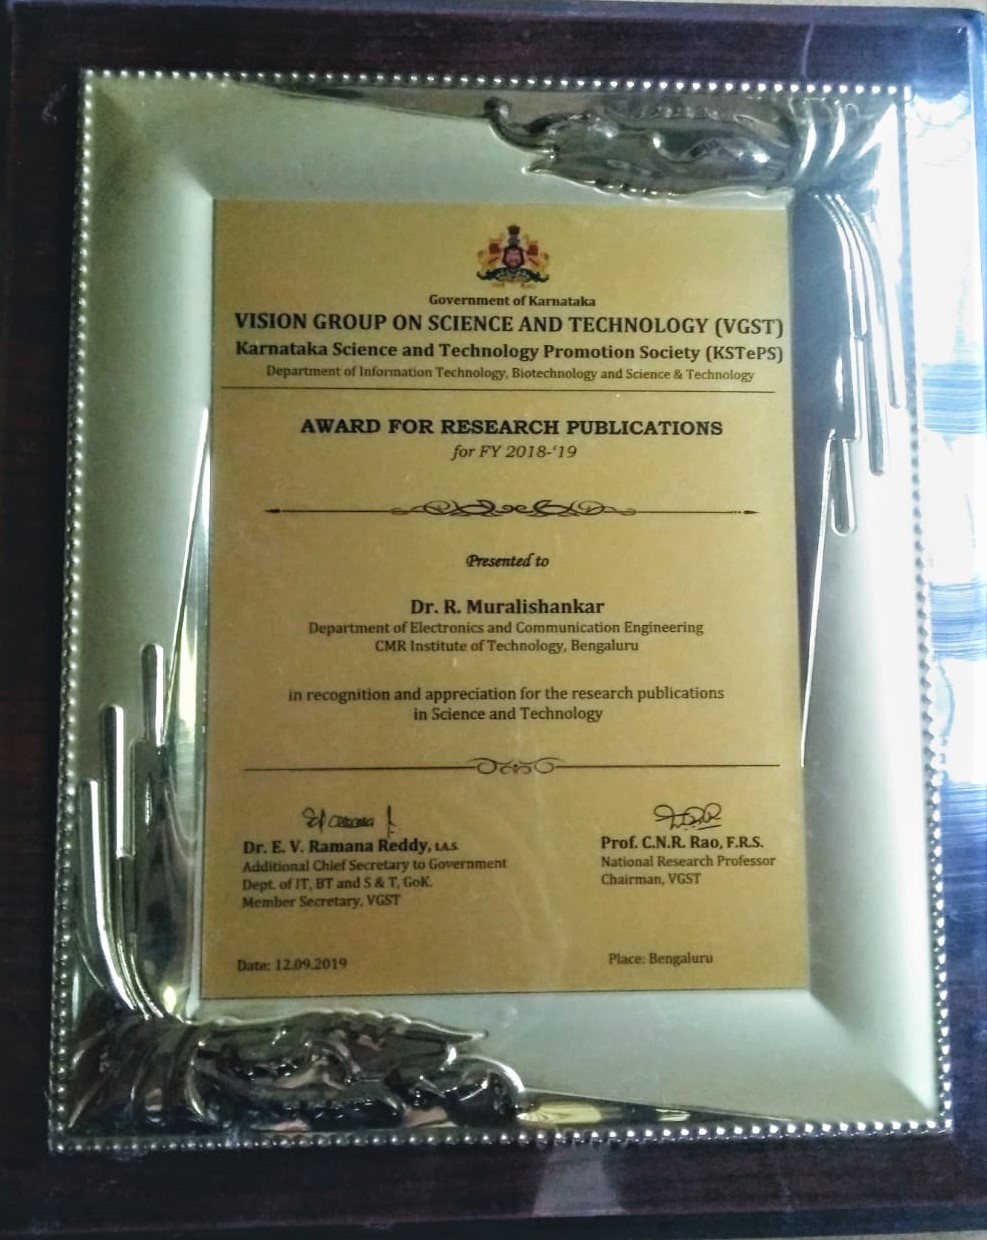 Government of Karnataka
VISION GROUP ON SCIENCE AND TECHNOLOGY (VGST)
Karnataka Science and Technology Promotion Society (KSTePS)
Department of Information Technology, Biotechnology and Science & Technology
AWARD FOR RESEARCH PUBLICATIONS
for FY 2018-'19
Presented to
Dr. R. Muralishankar
Department of Electronics and Communication Engineering
CMR Institute of Technology, Bengaluru
in recognition and appreciation for the research publications
in Science and Technology
Dr. E. V. Ramana Reddy, I.A.S.
Additional Chief Secretary to Government
Dept. of IT, BT and S & T, GoK.
Member Secretary, VGST
Prof. C.N.R. Rao, F.R.S.
National Research Professor
Chairman, VGST
Date: 12.09.2019
Place: Bengaluru